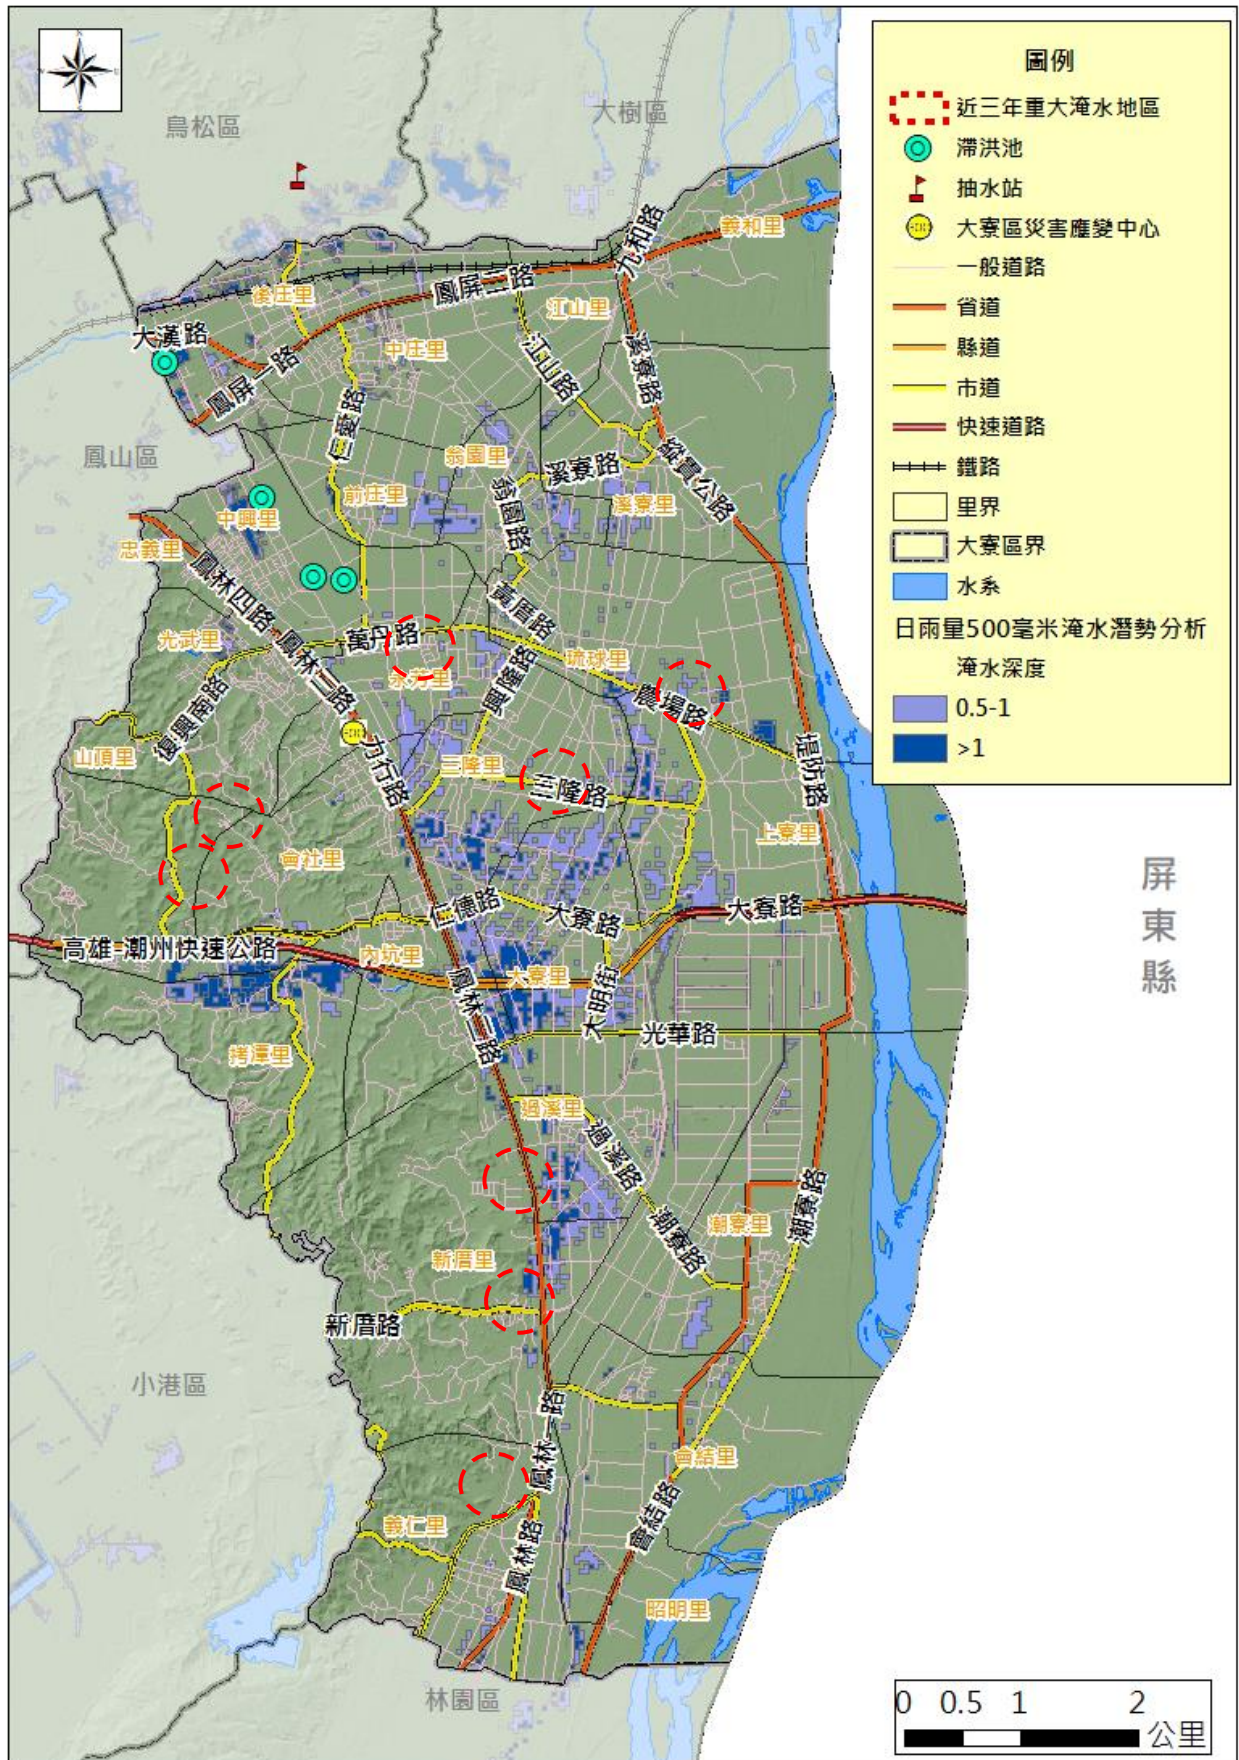 圖例
近三年重大淹水地區
滯洪池
抽水站
大寮區災害應變中心
一般道路
省道
縣道
市道
快速道路
鐵路
里界
大寮區界
水系
日雨量500毫米淹水潛勢分析
淹水深度
0.5-1
>1
鳥松區
大樹區
義和里
九和路
後庄里
鳳屏二路
江山里
大漢路
中庄里
江山路
溪寮路
鳳屏一路
仁愛路
鳳山區
翁園里
溪寮路
縱貫公路
前庄里
翁園路
溪寮里
中興里
忠義里
鳳林四路
黃厝路
光武里
萬丹路
鳳林三路
永芳里
琉球里
興隆路
農場路
復興南路
山頂里
力行路
三隆里
三隆路
堤防路
上寮里
會社里
屏東縣
仁德路
大寮路
大寮路
高雄-潮州快速公路
內坑里
大寮里
鳳林二路
大明街
光華路
拷潭里
過溪里
過溪路
潮寮里
潮寮路
潮寮路
新厝里
新厝路
小港區
鳳林一路
會結里
會結路
義仁里
鳳林路
昭明里
林園區
0 0.5 1 2
公里